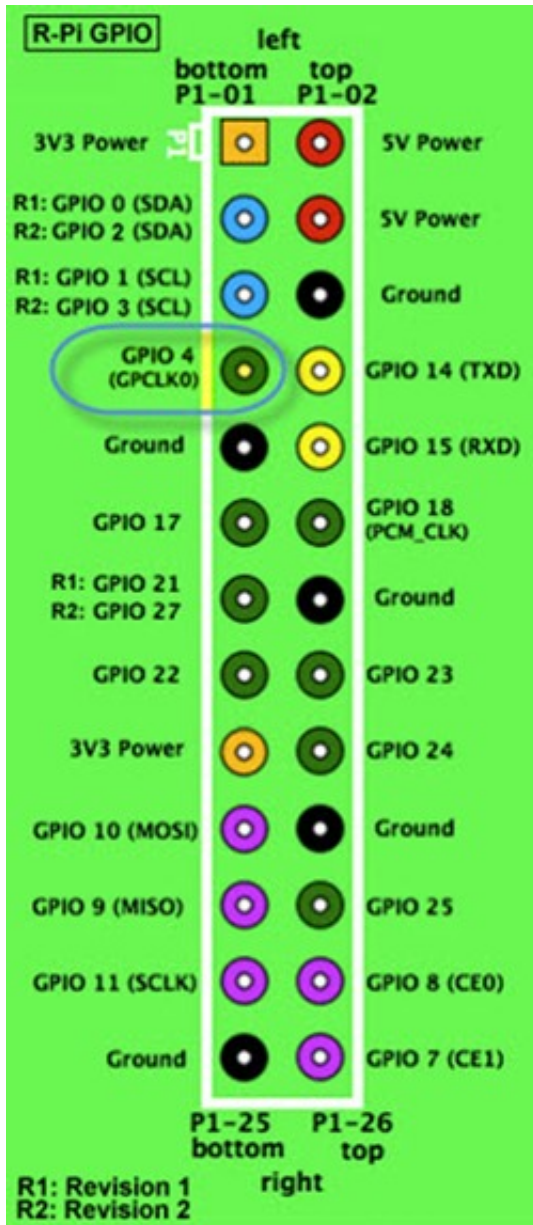 R-Pi GPIO
left
bottom top
P1-01 P1-02
3V3 Power P1 5V Power
R1: GPIO 0 (SDA)
R2: GPIO 2 (SDA) 5V Power
R1: GPIO 1 (SCL)
R2: GPIO 3 (SCL) Ground
GPIO 4
(GPCLK0) GPIO 14 (TXD)
Ground GPIO 15 (RXD)
GPIO 17 GPIO 18
(PCM_CLK)
R1: GPIO 21
R2: GPIO 27 Ground
GPIO 22 GPIO 23
3V3 Power GPIO 24
GPIO 10 (MOSI) Ground
GPIO 9 (MISO) GPIO 25
GPIO 11 (SCLK) GPIO 8 (CE0)
Ground GPIO 7 (CE1)
P1-25 P1-26
bottom top
right
R1: Revision 1
R2: Revision 2